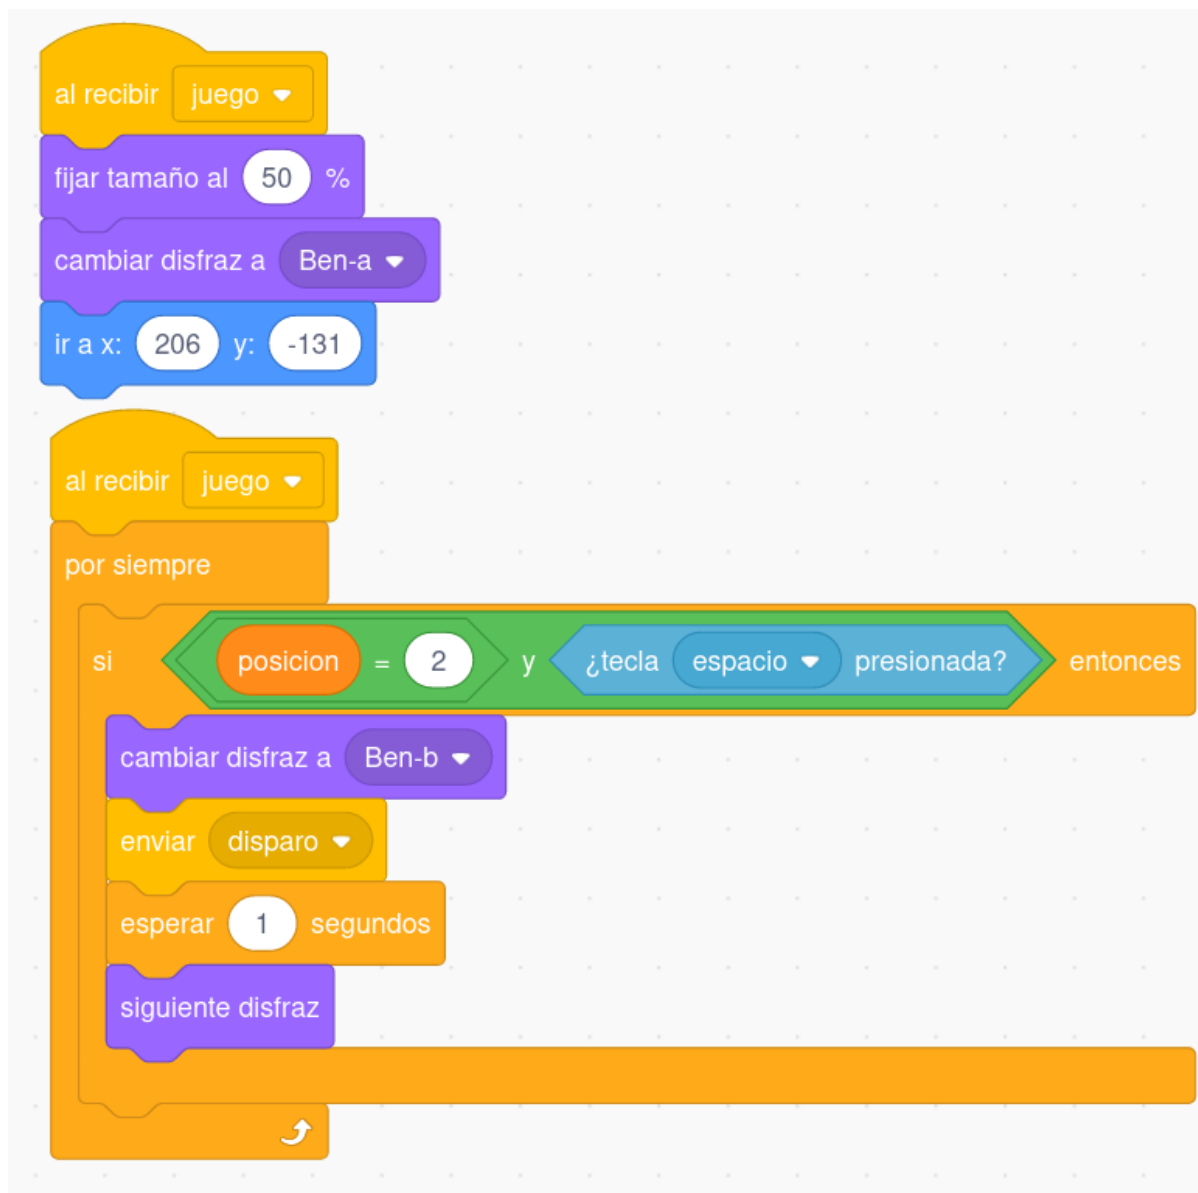 al recibir juego
fijar tamaño al 50 %
cambiar disfraz a Ben-a
ir a x: 206 y: -131
al recibir juego
por siempre
si posicion = 2 y ¿tecla espacio presionada? entonces
cambiar disfraz a Ben-b
enviar disparo
esperar 1 segundos
siguiente disfraz